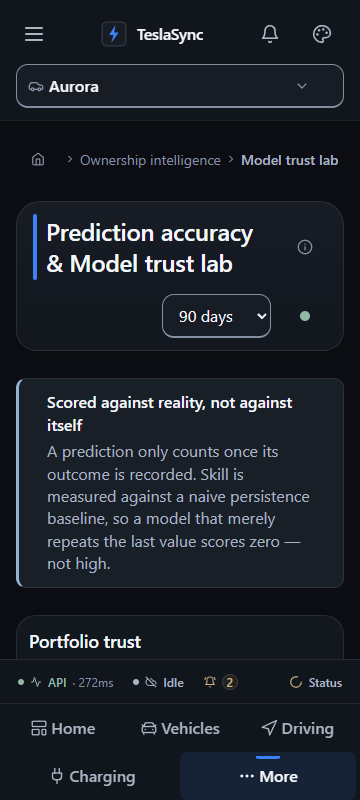 TeslaSync
Aurora
Ownership intelligence Model trust lab
Prediction accuracy
& Model trust lab
90 days
Scored against reality, not against
itself
A prediction only counts once its
outcome is recorded. Skill is
measured against a naive persistence
baseline, so a model that merely
repeats the last value scores zero —
not high.
Portfolio trust
API · 272ms Idle 2 Status
Home Vehicles Driving
Charging More